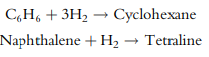 C₆H₆ + 3H₂ → Cyclohexane
Naphthalene + H₂ → Tetraline